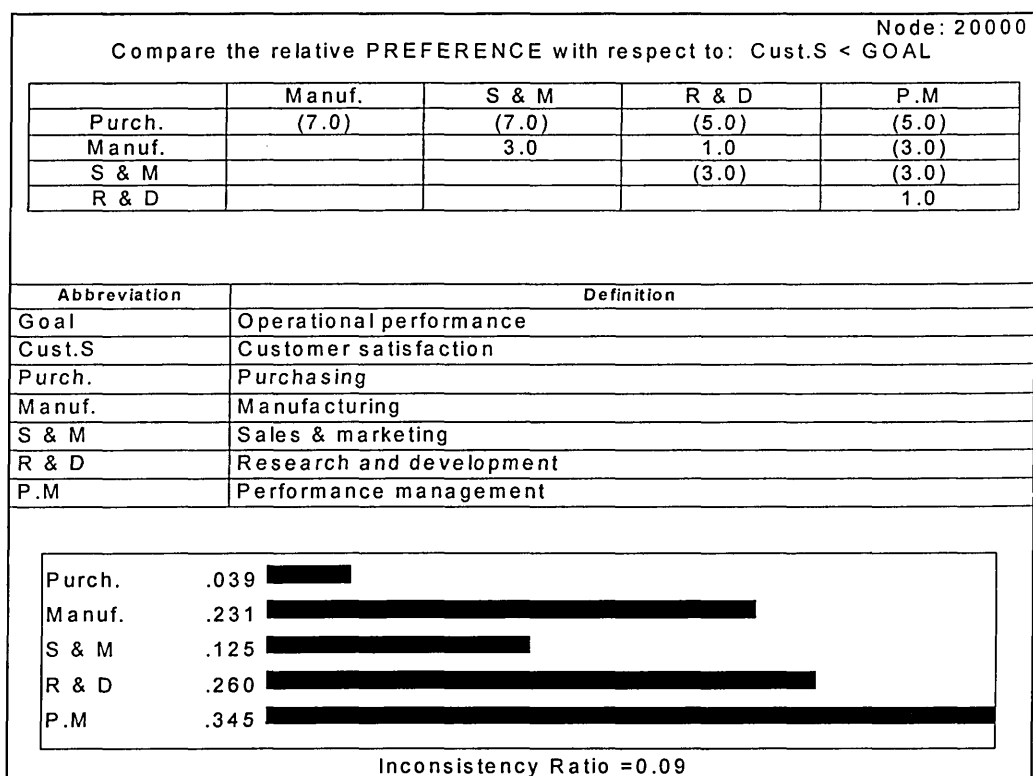 Node: 20000
Compare the relative PREFERENCE with respect to: Cust.S < GOAL
Manuf. S & M R & D P.M
Purch. (7.0) (7.0) (5.0) (5.0)
Manuf. 3.0 1.0 (3.0)
S & M (3.0) (3.0)
R & D 1.0
Abbreviation Definition
Goal Operational performance
Cust.S Customer satisfaction
Purch. Purchasing
Manuf. Manufacturing
S & M Sales & marketing
R & D Research and development
P.M Performance management
Purch. .039
Manuf. .231
S & M .125
R & D .260
P.M .345
Inconsistency Ratio =0.09